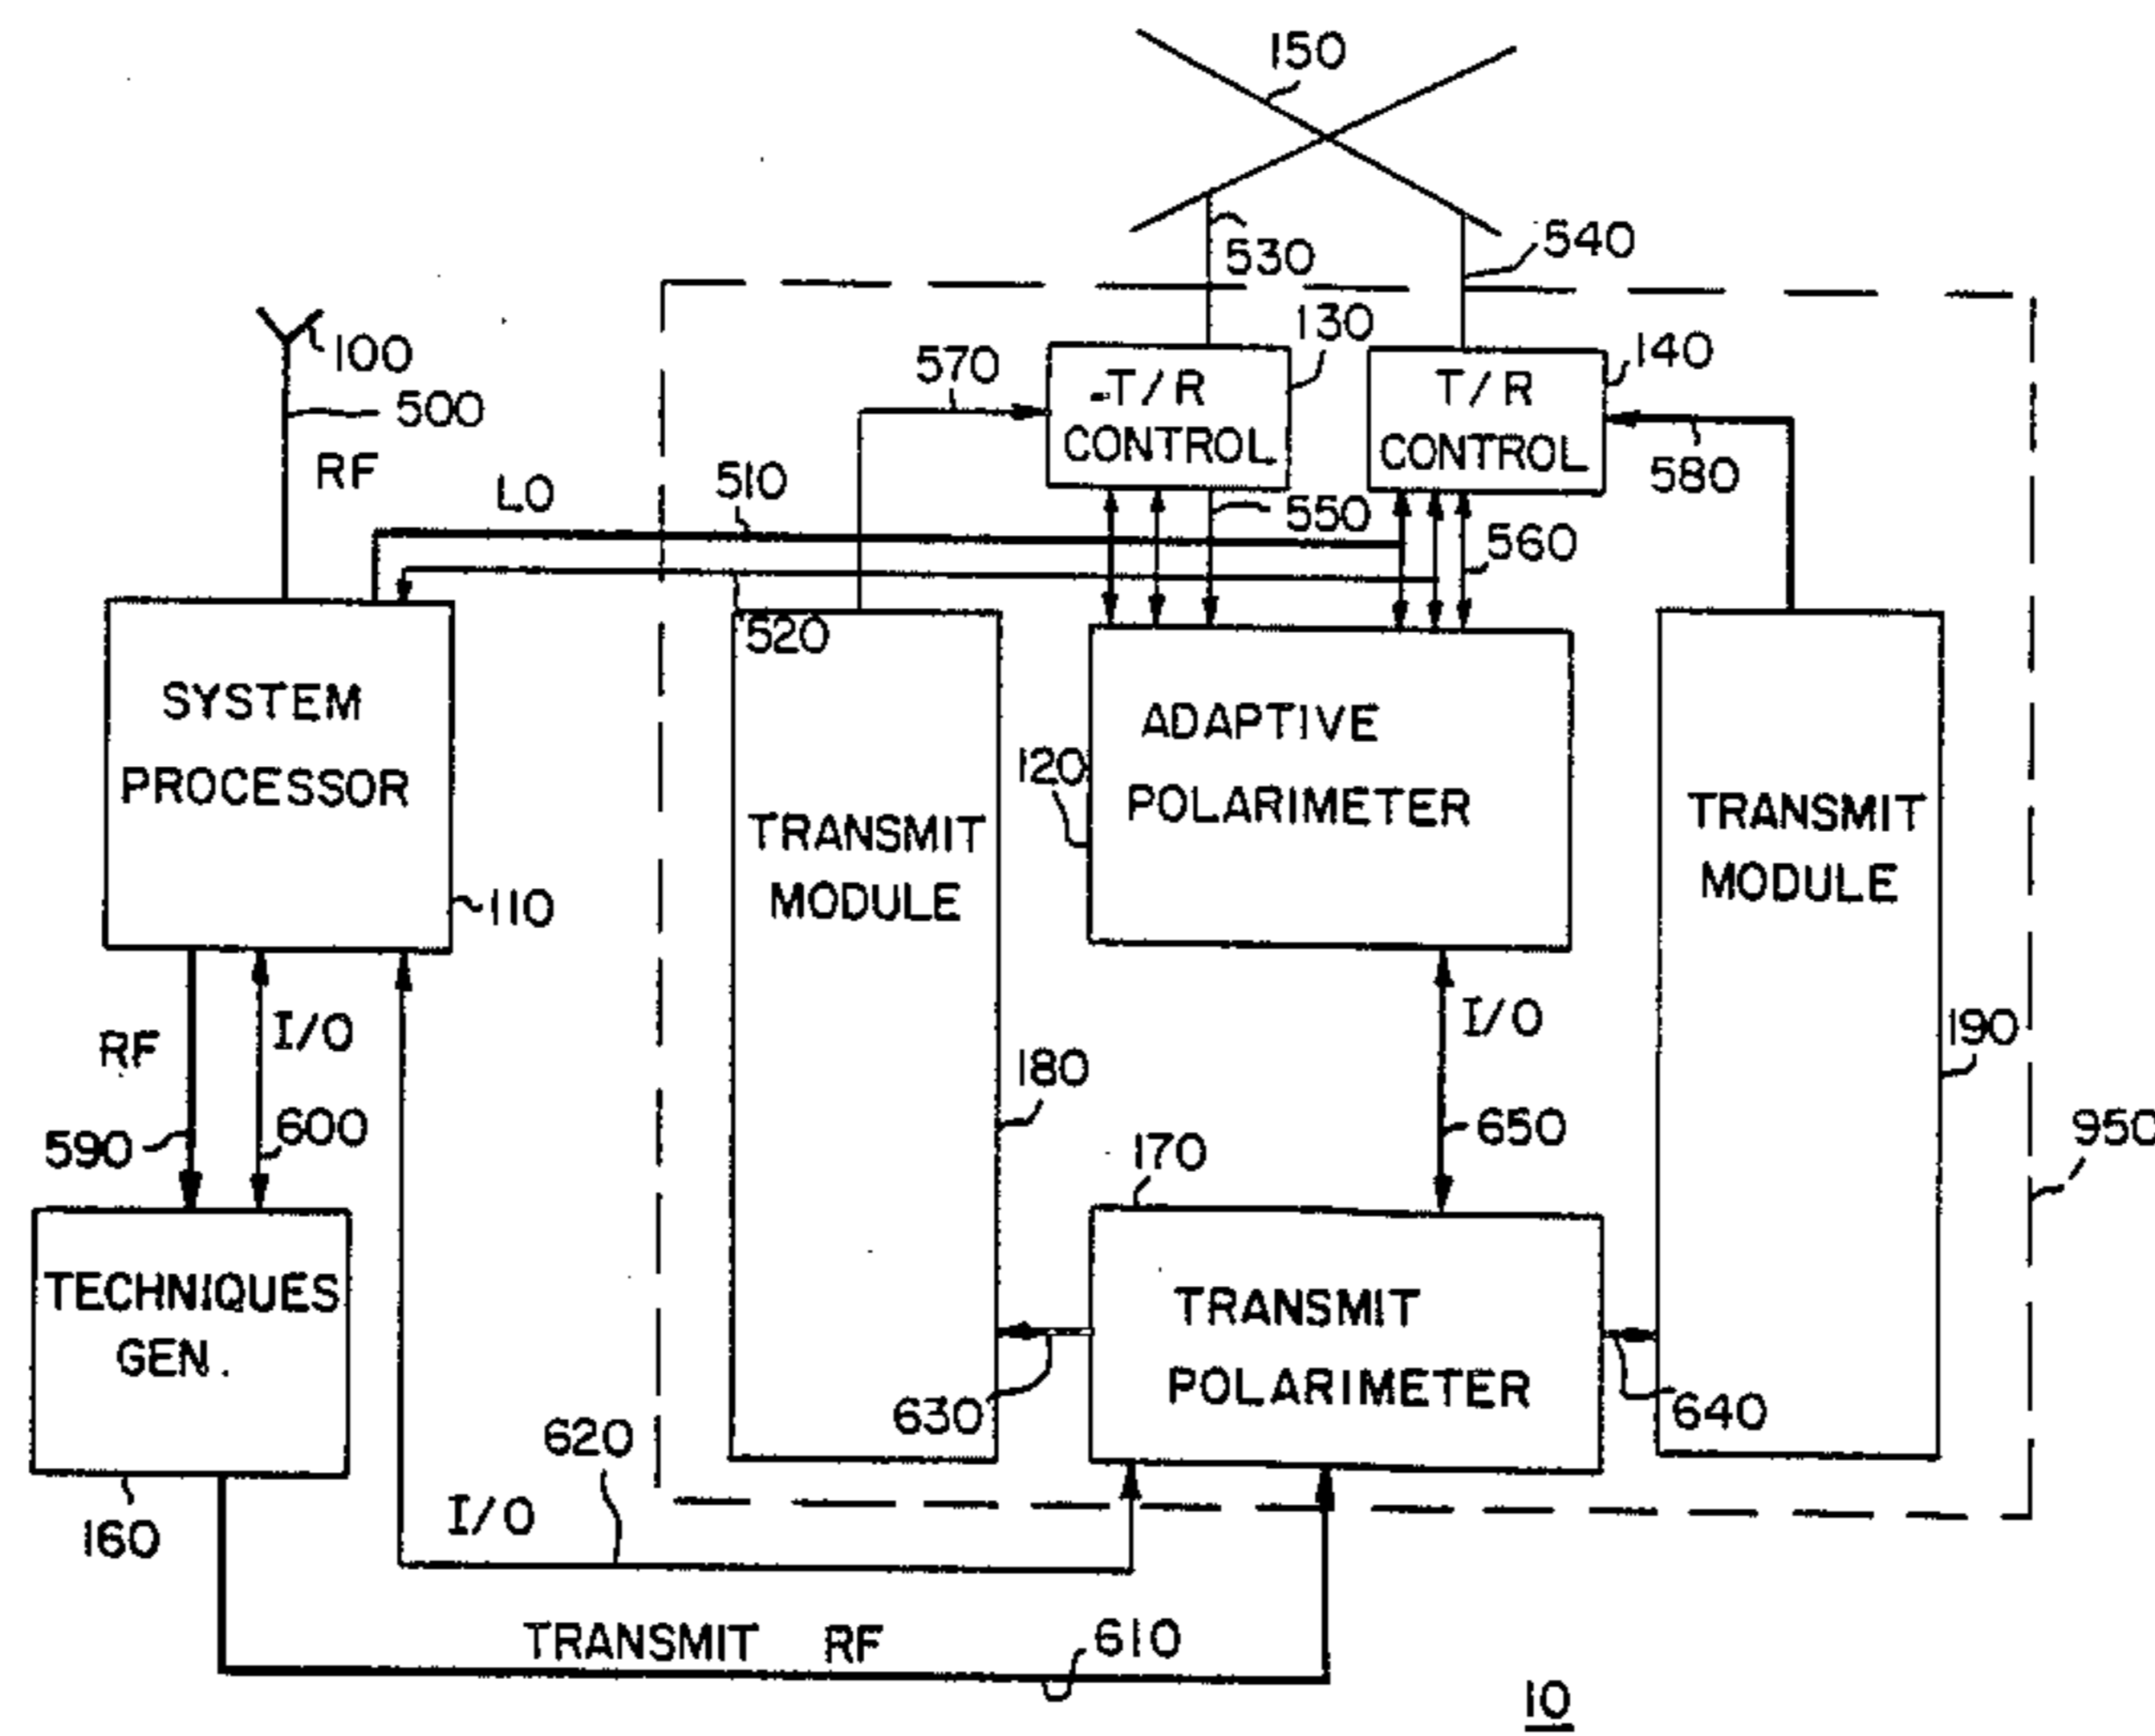 150
530
540
100
500
RF
130
140
570
-T/R
CONTROL
T/R
CONTROL
580
LO
510
550
560
520
SYSTEM
PROCESSOR
110
TRANSMIT
MODULE
180
120
ADAPTIVE
POLARIMETER
TRANSMIT
MODULE
190
950
RF
I/O
590
600
I/O
650
170
TECHNIQUES
GEN.
160
TRANSMIT
POLARIMETER
630
640
620
I/O
TRANSMIT RF
610
10